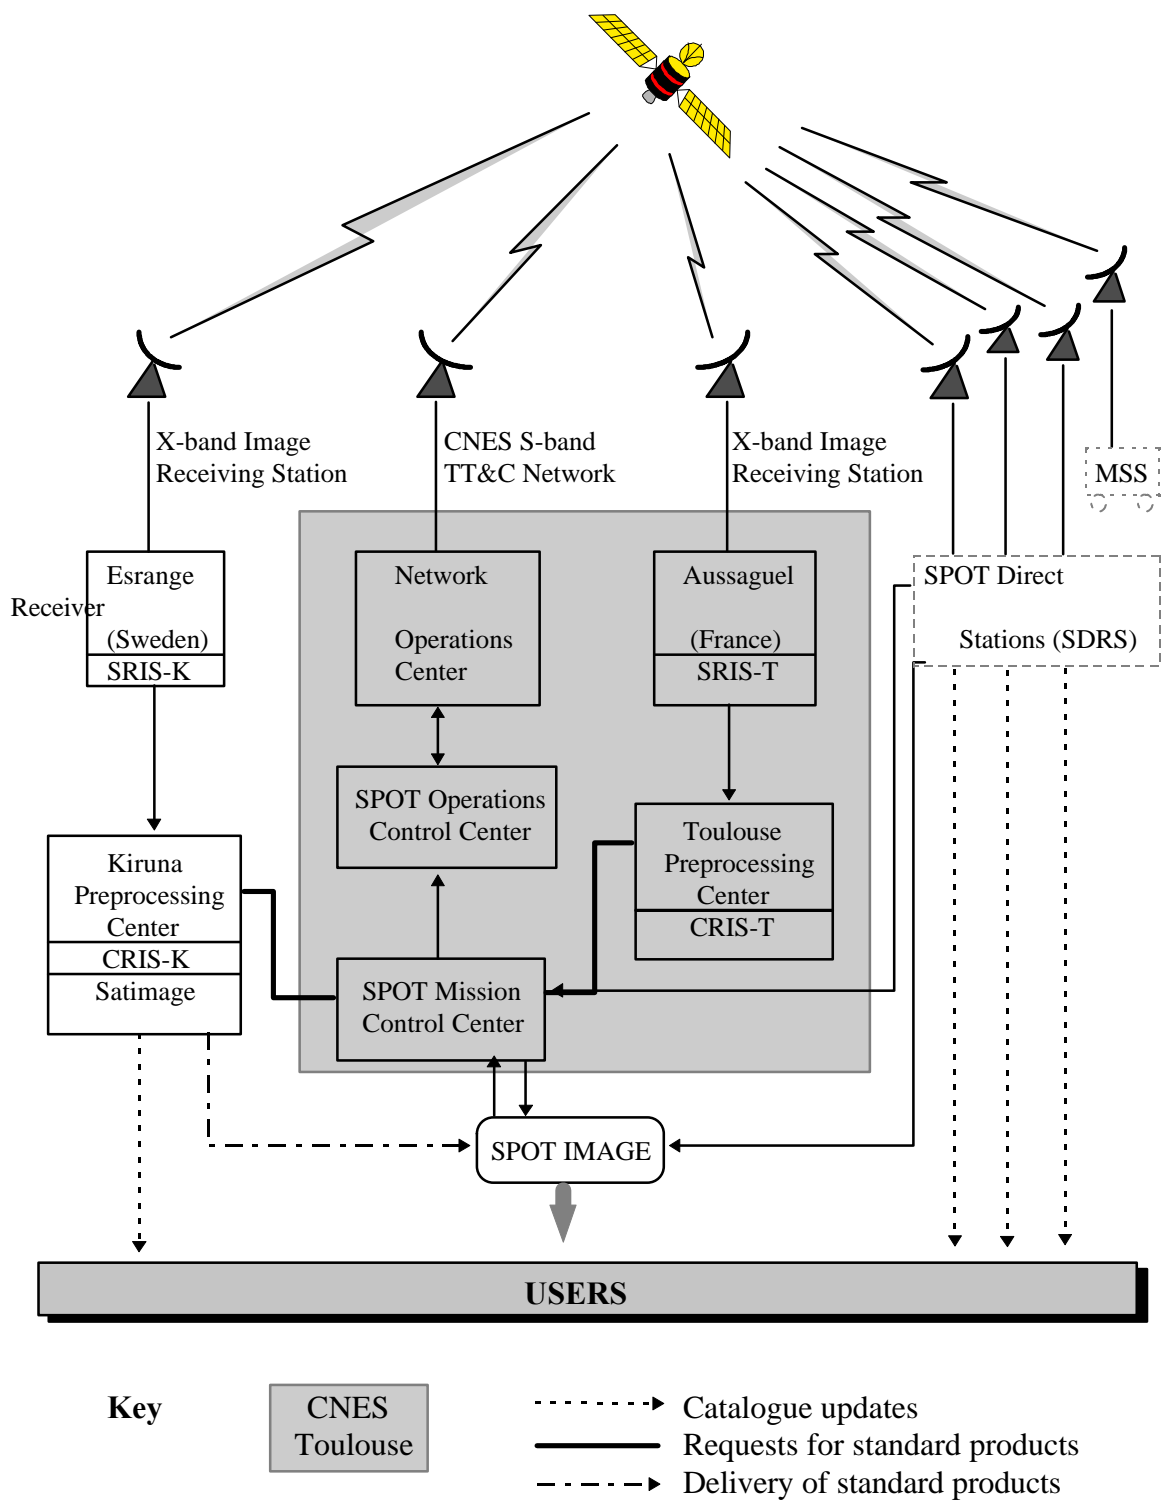 X-band Image
Receiving Station
CNES S-band
TT&C Network
X-band Image
Receiving Station
MSS
Esrange
Receiver
(Sweden)
SRIS-K
Network
Operations
Center
Aussaguel
(France)
SRIS-T
SPOT Direct
Stations (SDRS)
SPOT Operations
Control Center
Toulouse
Preprocessing
Center
CRIS-T
Kiruna
Preprocessing
Center
CRIS-K
Satimage
SPOT Mission
Control Center
SPOT IMAGE
USERS
Key
CNES
Toulouse
Catalogue updates
Requests for standard products
Delivery of standard products